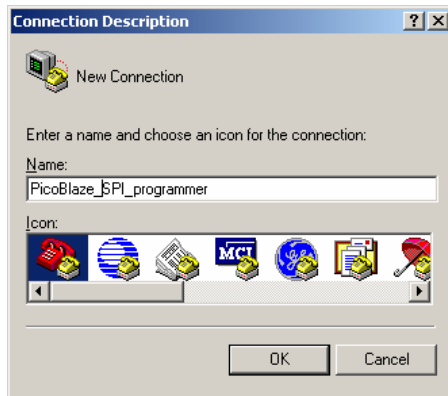 Connection Description
New Connection
Enter a name and choose an icon for the connection:
Name:
PicoBlaze_SPI_programmer
Icon:
MCI
OK Cancel